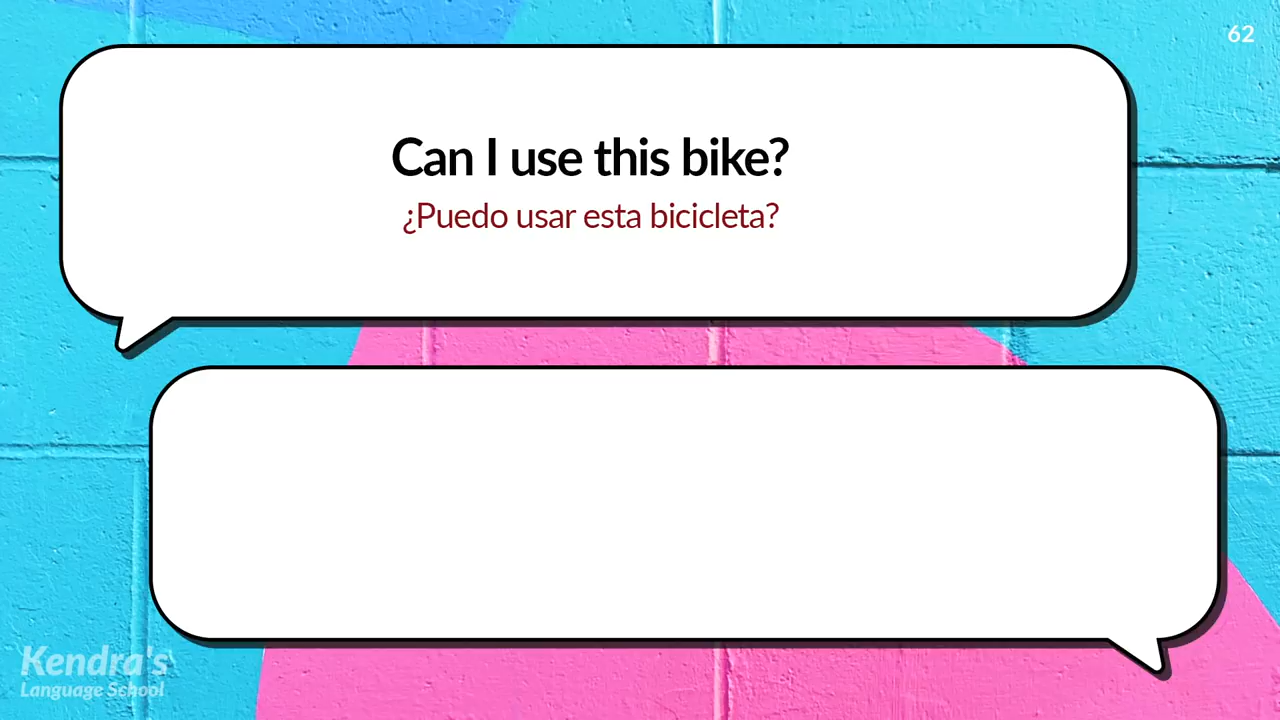 62
Can I use this bike?
¿Puedo usar esta bicicleta?
Kendra's
Language School